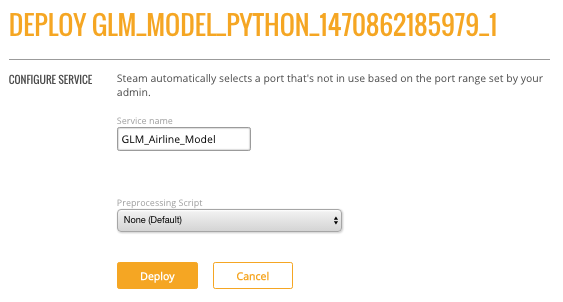 DEPLOY GLM_MODEL_PYTHON_1470862185979_1
CONFIGURE SERVICE
Steam automatically selects a port that's not in use based on the port range set by your
admin.
Service name
GLM_Airline_Model
Preprocessing Script
None (Default)
Deploy
Cancel